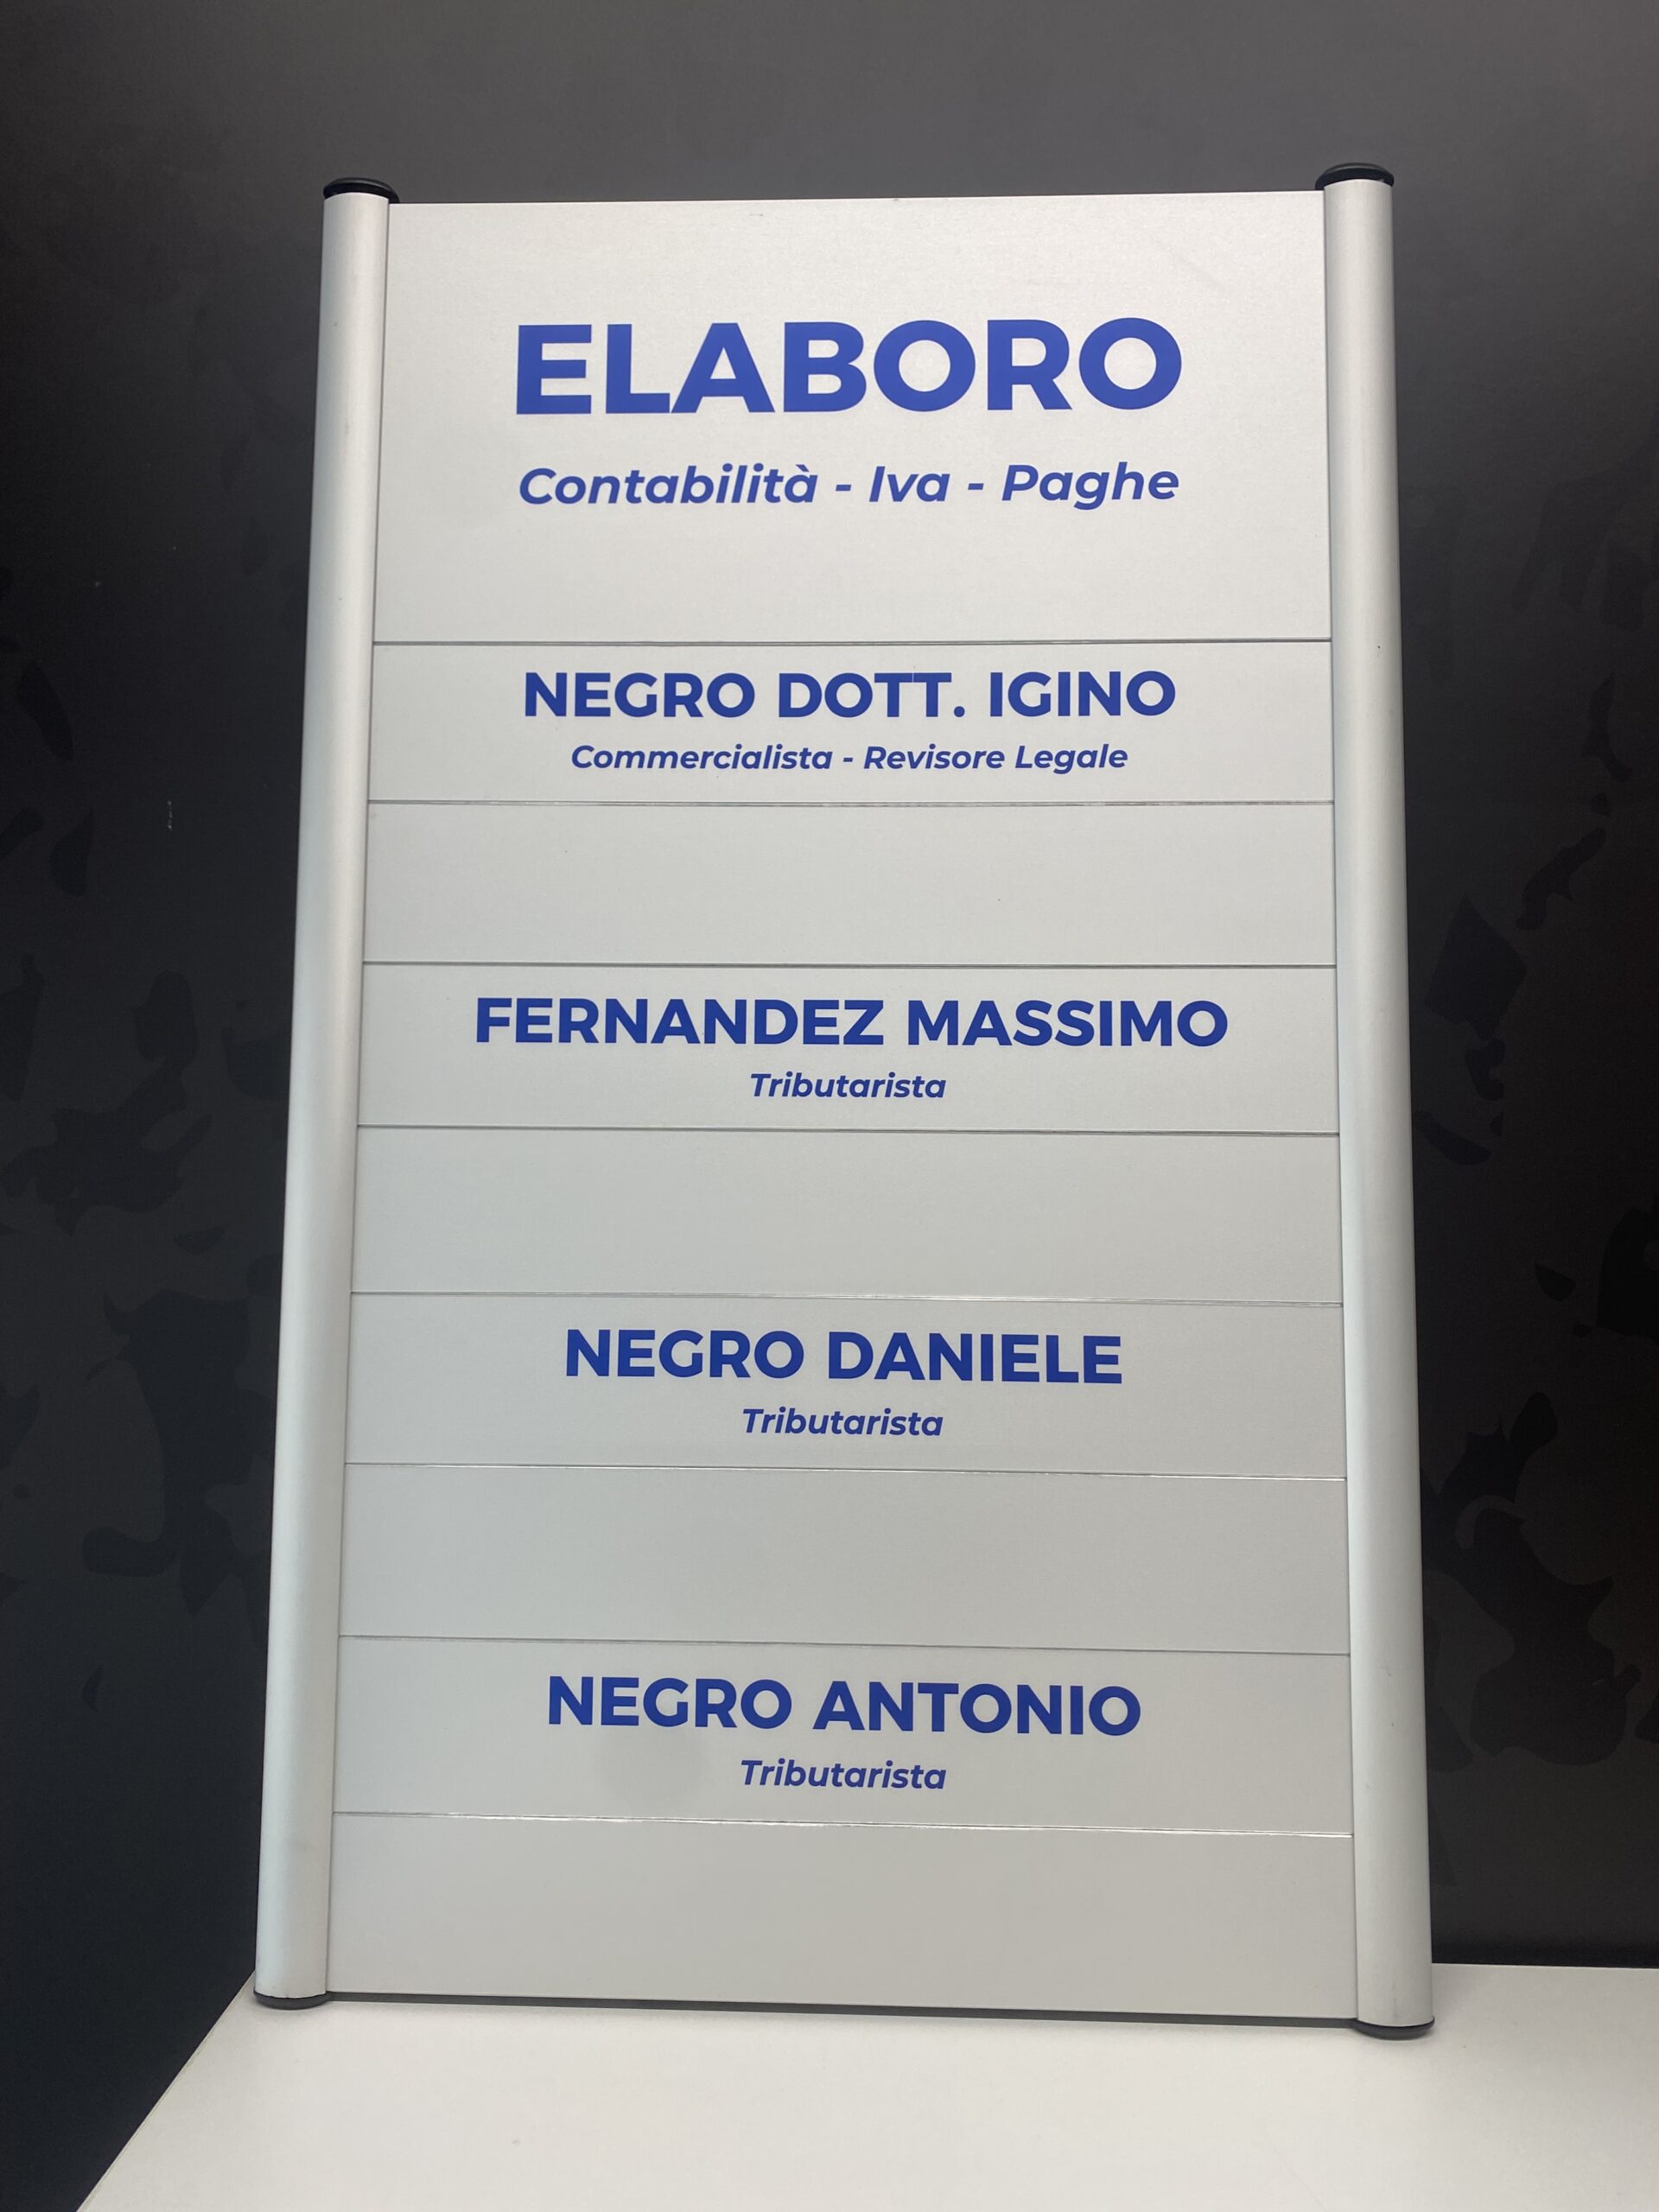 ELABORO
Contabilità - Iva - Paghe
NEGRO DOTT. IGINO
Commercialista - Revisore Legale
FERNANDEZ MASSIMO
Tributarista
NEGRO DANIELE
Tributarista
NEGRO ANTONIO
Tributarista